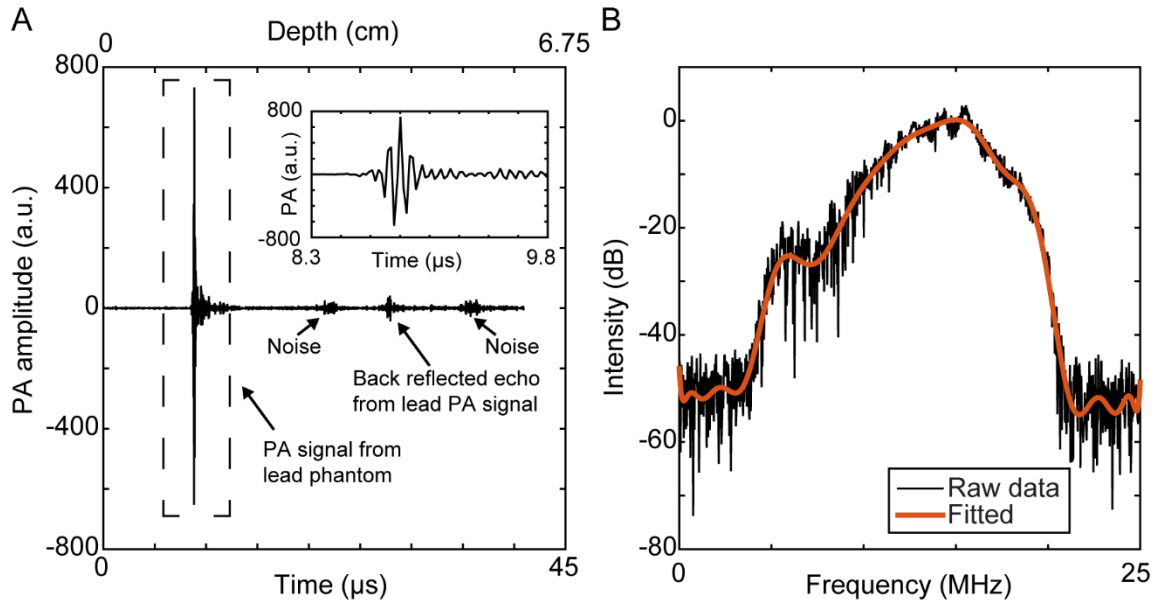 A
Depth (cm)
0
6.75
800
400
0
-400
-800
PA amplitude (a.u.)
Time (µs)
45
800
-800
PA (a.u.)
8.3
Time (µs)
9.8
Noise
Noise
Back reflected echo
from lead PA signal
PA signal from
lead phantom
B
0
-20
-40
-60
-80
Intensity (dB)
0
Frequency (MHz)
25
Raw data
Fitted